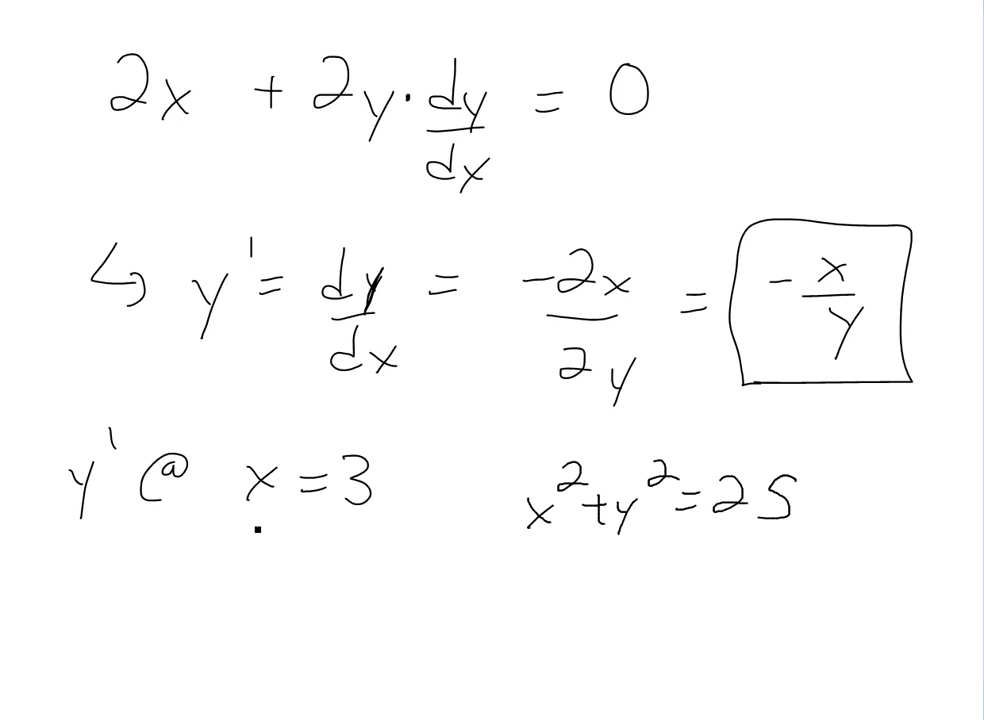 2x + 2y · dy/dx = 0
↳ y' = dy/dx = -2x/2y = - x/y
y' @ x = 3 x² + y² = 25